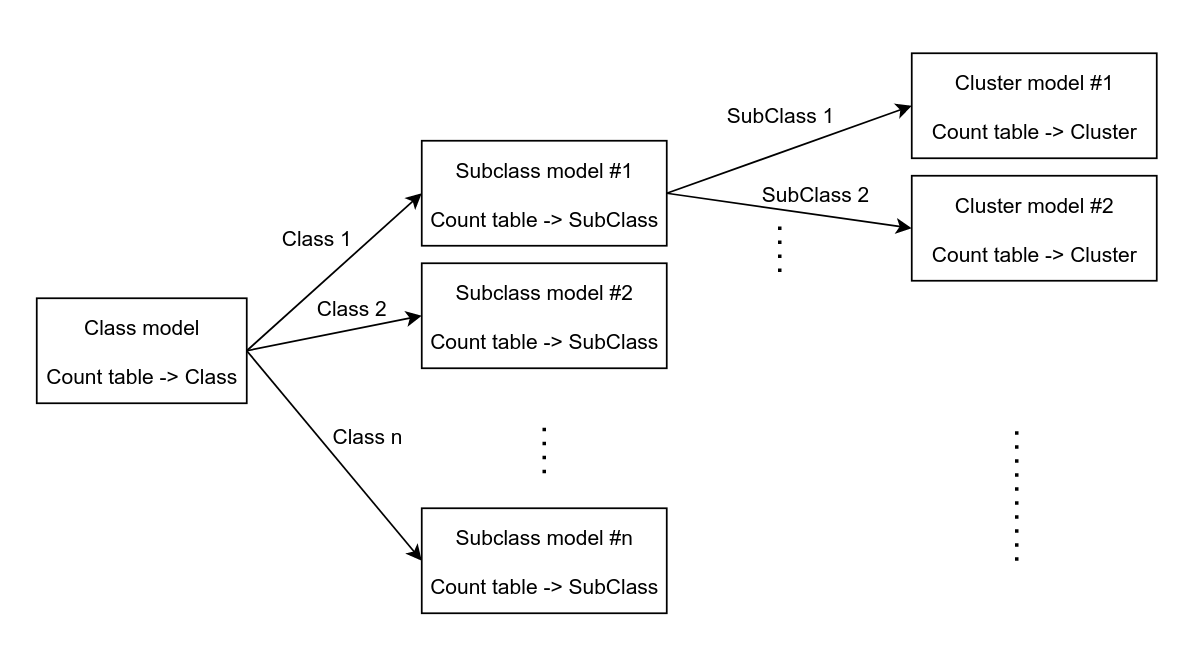 Class model
Count table -> Class
Class 1
Class 2
Class n
Subclass model #1
Count table -> SubClass
Subclass model #2
Count table -> SubClass
Subclass model #n
Count table -> SubClass
SubClass 1
SubClass 2
Cluster model #1
Count table -> Cluster
Cluster model #2
Count table -> Cluster